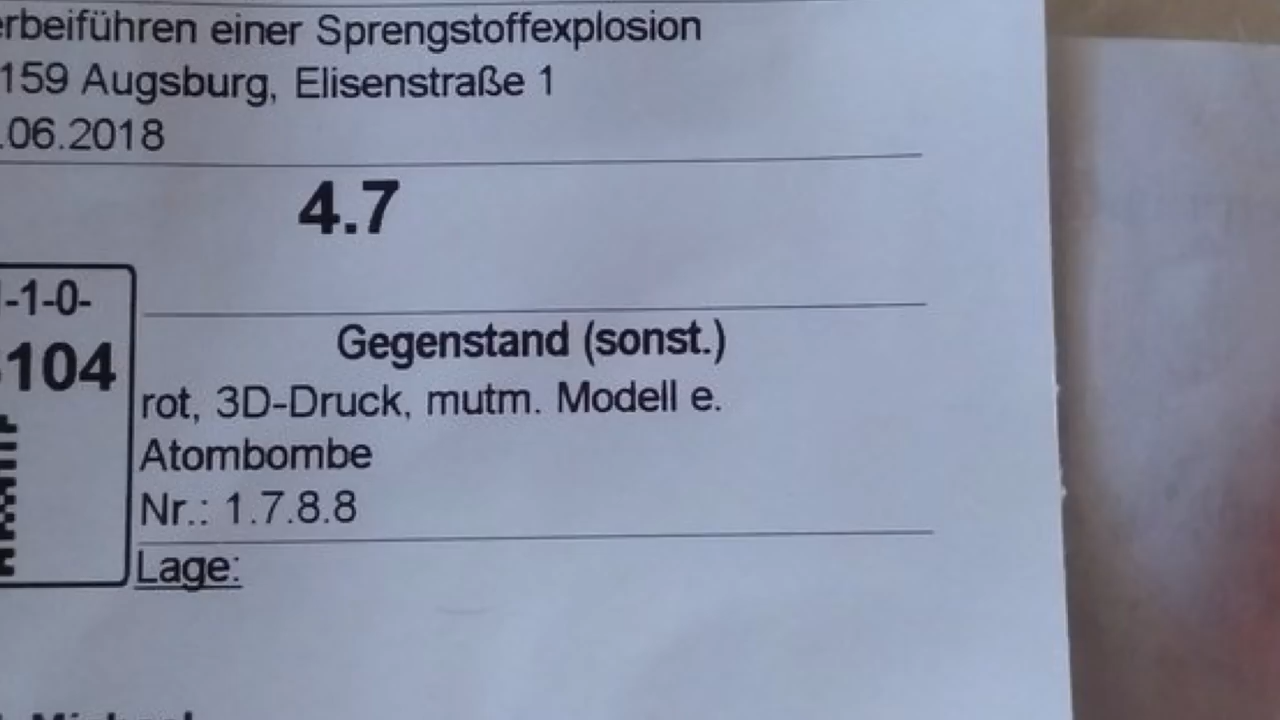 erbeiführen einer Sprengstoffexplosion
159 Augsburg, Elisenstraße 1
.06.2018
4.7
-1-0-
104
Gegenstand (sonst.)
rot, 3D-Druck, mutm. Modell e.
Atombombe
Nr.: 1.7.8.8
Lage: